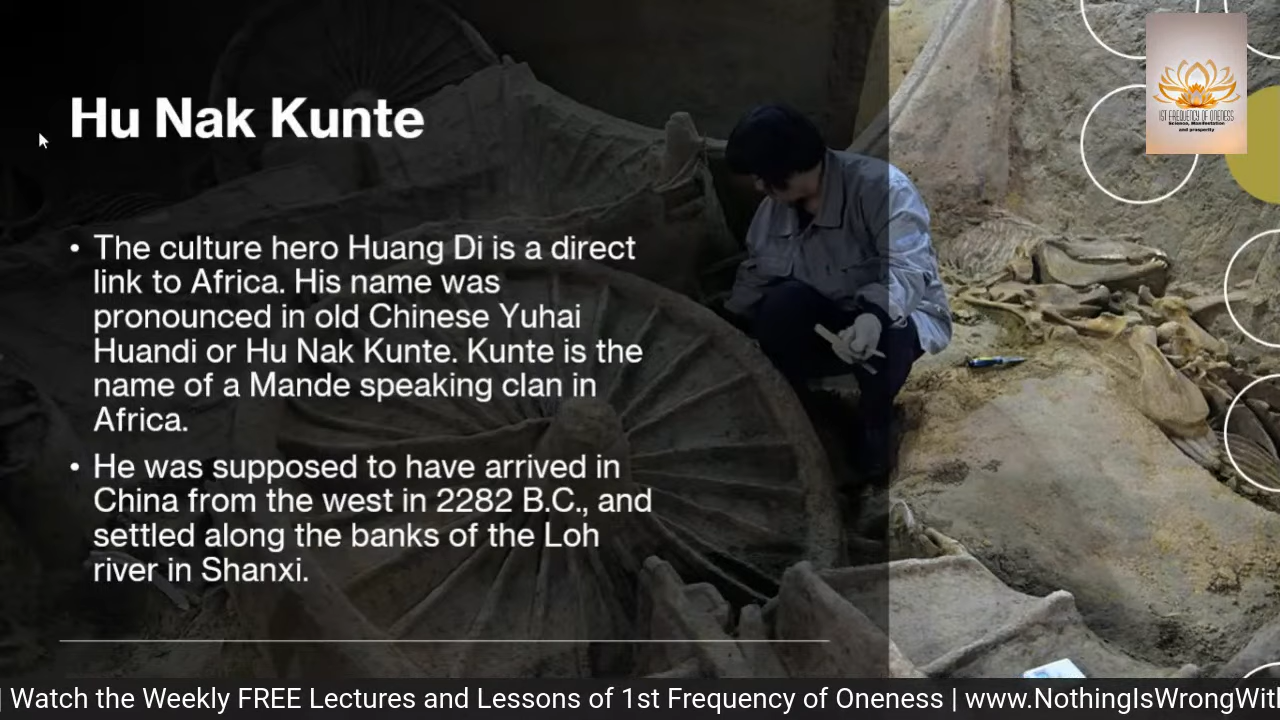 Hu Nak Kunte
• The culture hero Huang Di is a direct
link to Africa. His name was
pronounced in old Chinese Yuhai
Huandi or Hu Nak Kunte. Kunte is the
name of a Mande speaking clan in
Africa.
• He was supposed to have arrived in
China from the west in 2282 B.C., and
settled along the banks of the Loh
river in Shanxi.
1ST FREQUENCY OF ONENESS
Science, Manifestation
and prosperity
| Watch the Weekly FREE Lectures and Lessons of 1st Frequency of Oneness | www.NothingIsWrongWit